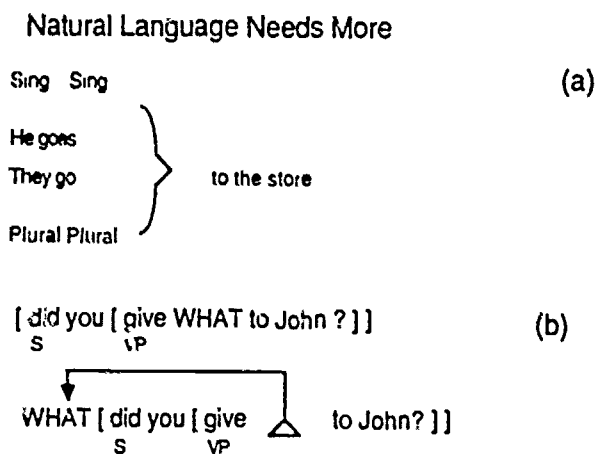 Natural Language Needs More
Sing Sing (a)
He goes
They go to the store
Plural Plural
[ did you [ give WHAT to John ? ] ] (b)
S VP
WHAT [ did you [ give to John? ] ]
S VP